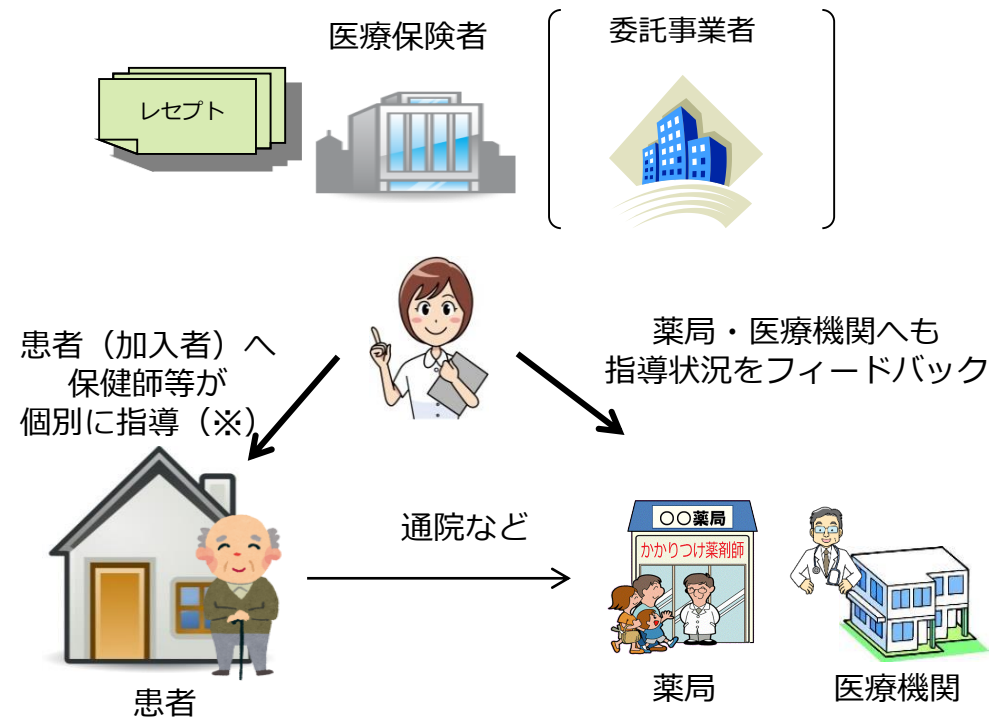 医療保険者
委託事業者
レセプト
患者（加入者）へ
保健師等が
個別に指導（※）
薬局・医療機関へも
指導状況をフィードバック
通院など
○○薬局
かかりつけ薬剤師
患者
薬局
医療機関